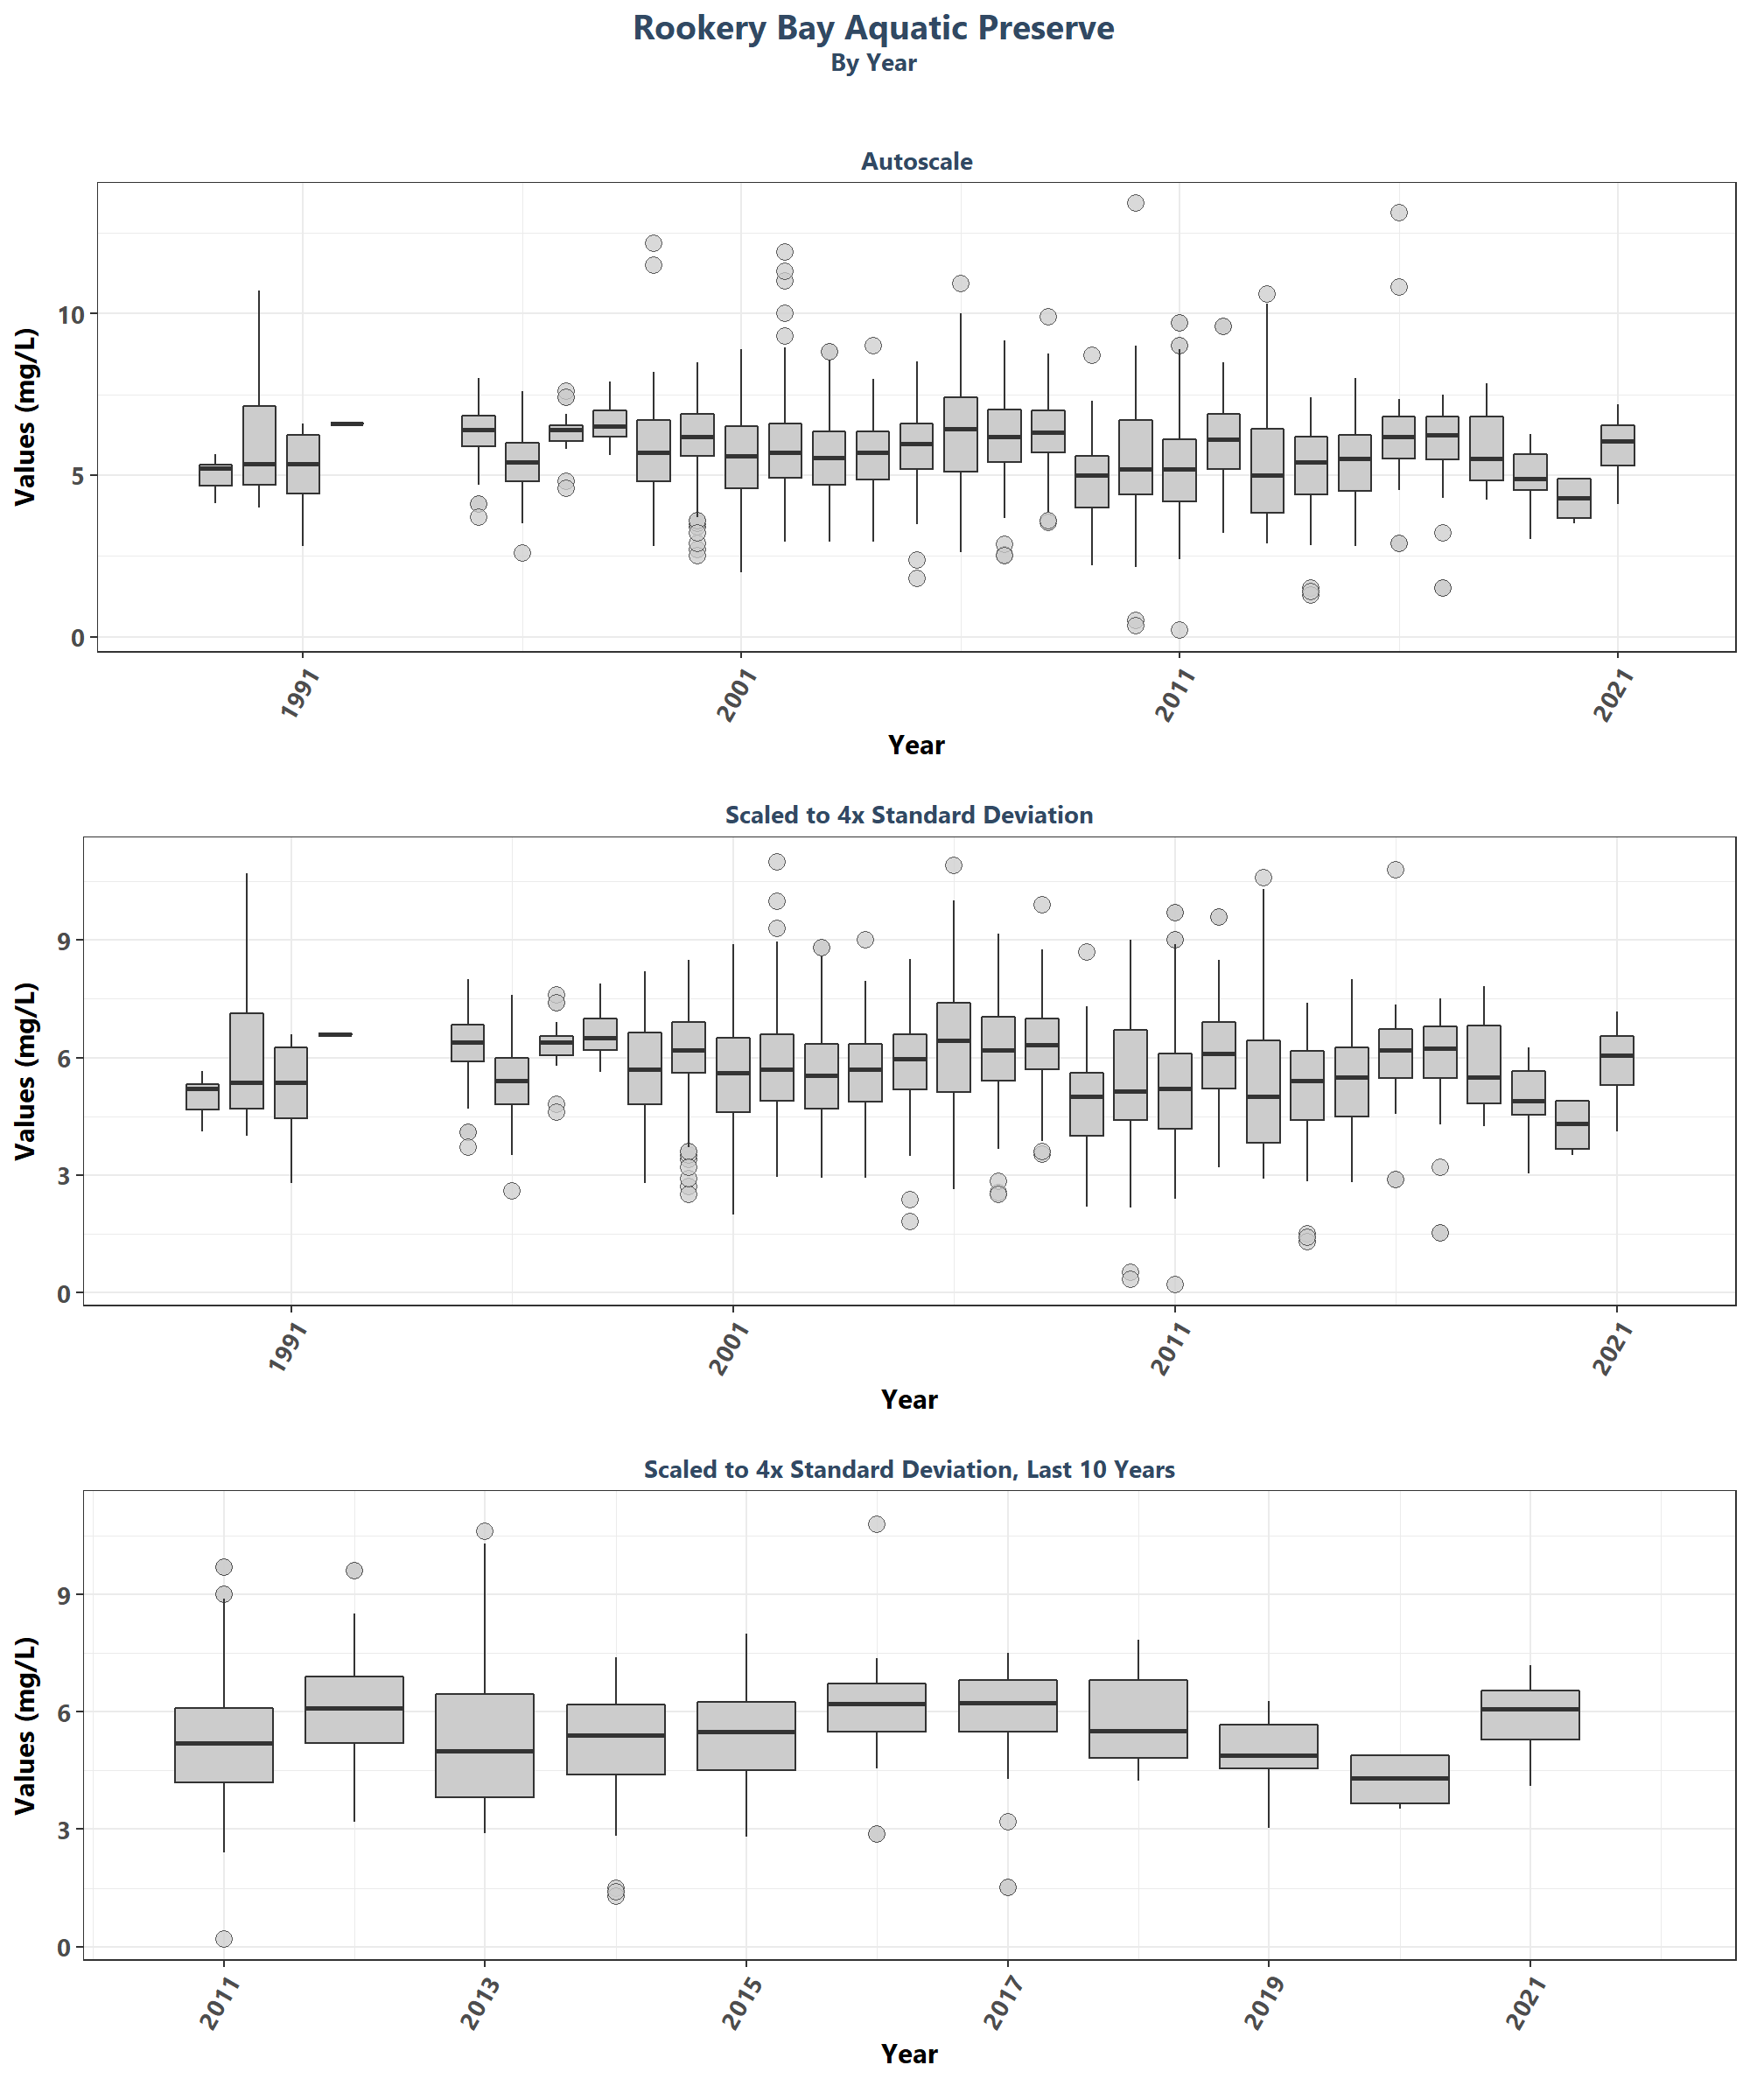 Rookery Bay Aquatic Preserve
By Year
Autoscale
Values (mg/L)
10
5
0
1991 2001 2011 2021
Year
Scaled to 4x Standard Deviation
Values (mg/L)
9
6
3
0
1991 2001 2011 2021
Year
Scaled to 4x Standard Deviation, Last 10 Years
Values (mg/L)
9
6
3
0
2011 2013 2015 2017 2019 2021
Year